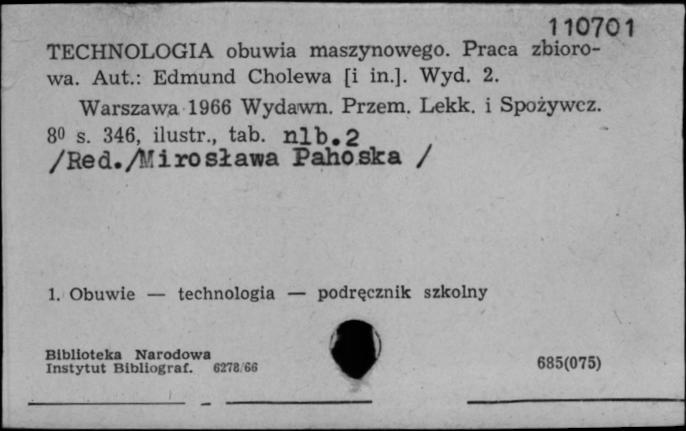 110701
TECHNOLOGIA obuwia maszynowego. Praca zbioro-
wa. Aut.: Edmund Cholewa [i in.]. Wyd. 2.
Warszawa 1966 Wydawn. Przem. Lekk. i Spożywcz.
8⁰ s. 346, ilustr., tab. nlb.2
/Red./Mirosława Pahoska /
1. Obuwie — technologia — podręcznik szkolny
Biblioteka Narodowa
Instytut Bibliograf. 6278/66
685(075)